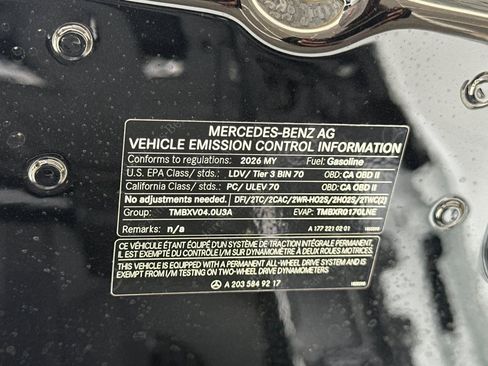 MERCEDES-BENZ AG
VEHICLE EMISSION CONTROL INFORMATION
Conforms to regulations: 2026 MY Fuel: Gasoline
U.S. EPA Class / stds.: LDV/ Tier 3 BIN 70 OBD: CA OBD II
California Class / stds.: PC/ ULEV 70 OBD: CA OBD II
No adjustments needed. DFI/2TC/2CAC/2WR-HO2S/2HO2S/2TWC(2)
Group: TMBXV04.0U3A EVAP: TMBXR0170LNE
Remarks: n/a A 177 221 02 01
CE VÉHICULE ÉTANT ÉQUIPÉ D'UN SYSTÈME DE TRACTION INTÉGRALE PERMANENT,
IL EST EXEMPT DU CONTRÔLE I/M SUR DYNAMOMÈTRE À DEUX ROUES MOTRICES.
THIS VEHICLE IS EQUIPPED WITH A PERMANENT ALL-WHEEL DRIVE SYSTEM AND IS
EXEMPT FROM I/M TESTING ON TWO-WHEEL DRIVE DYNAMOMETERS
A 203 584 92 17